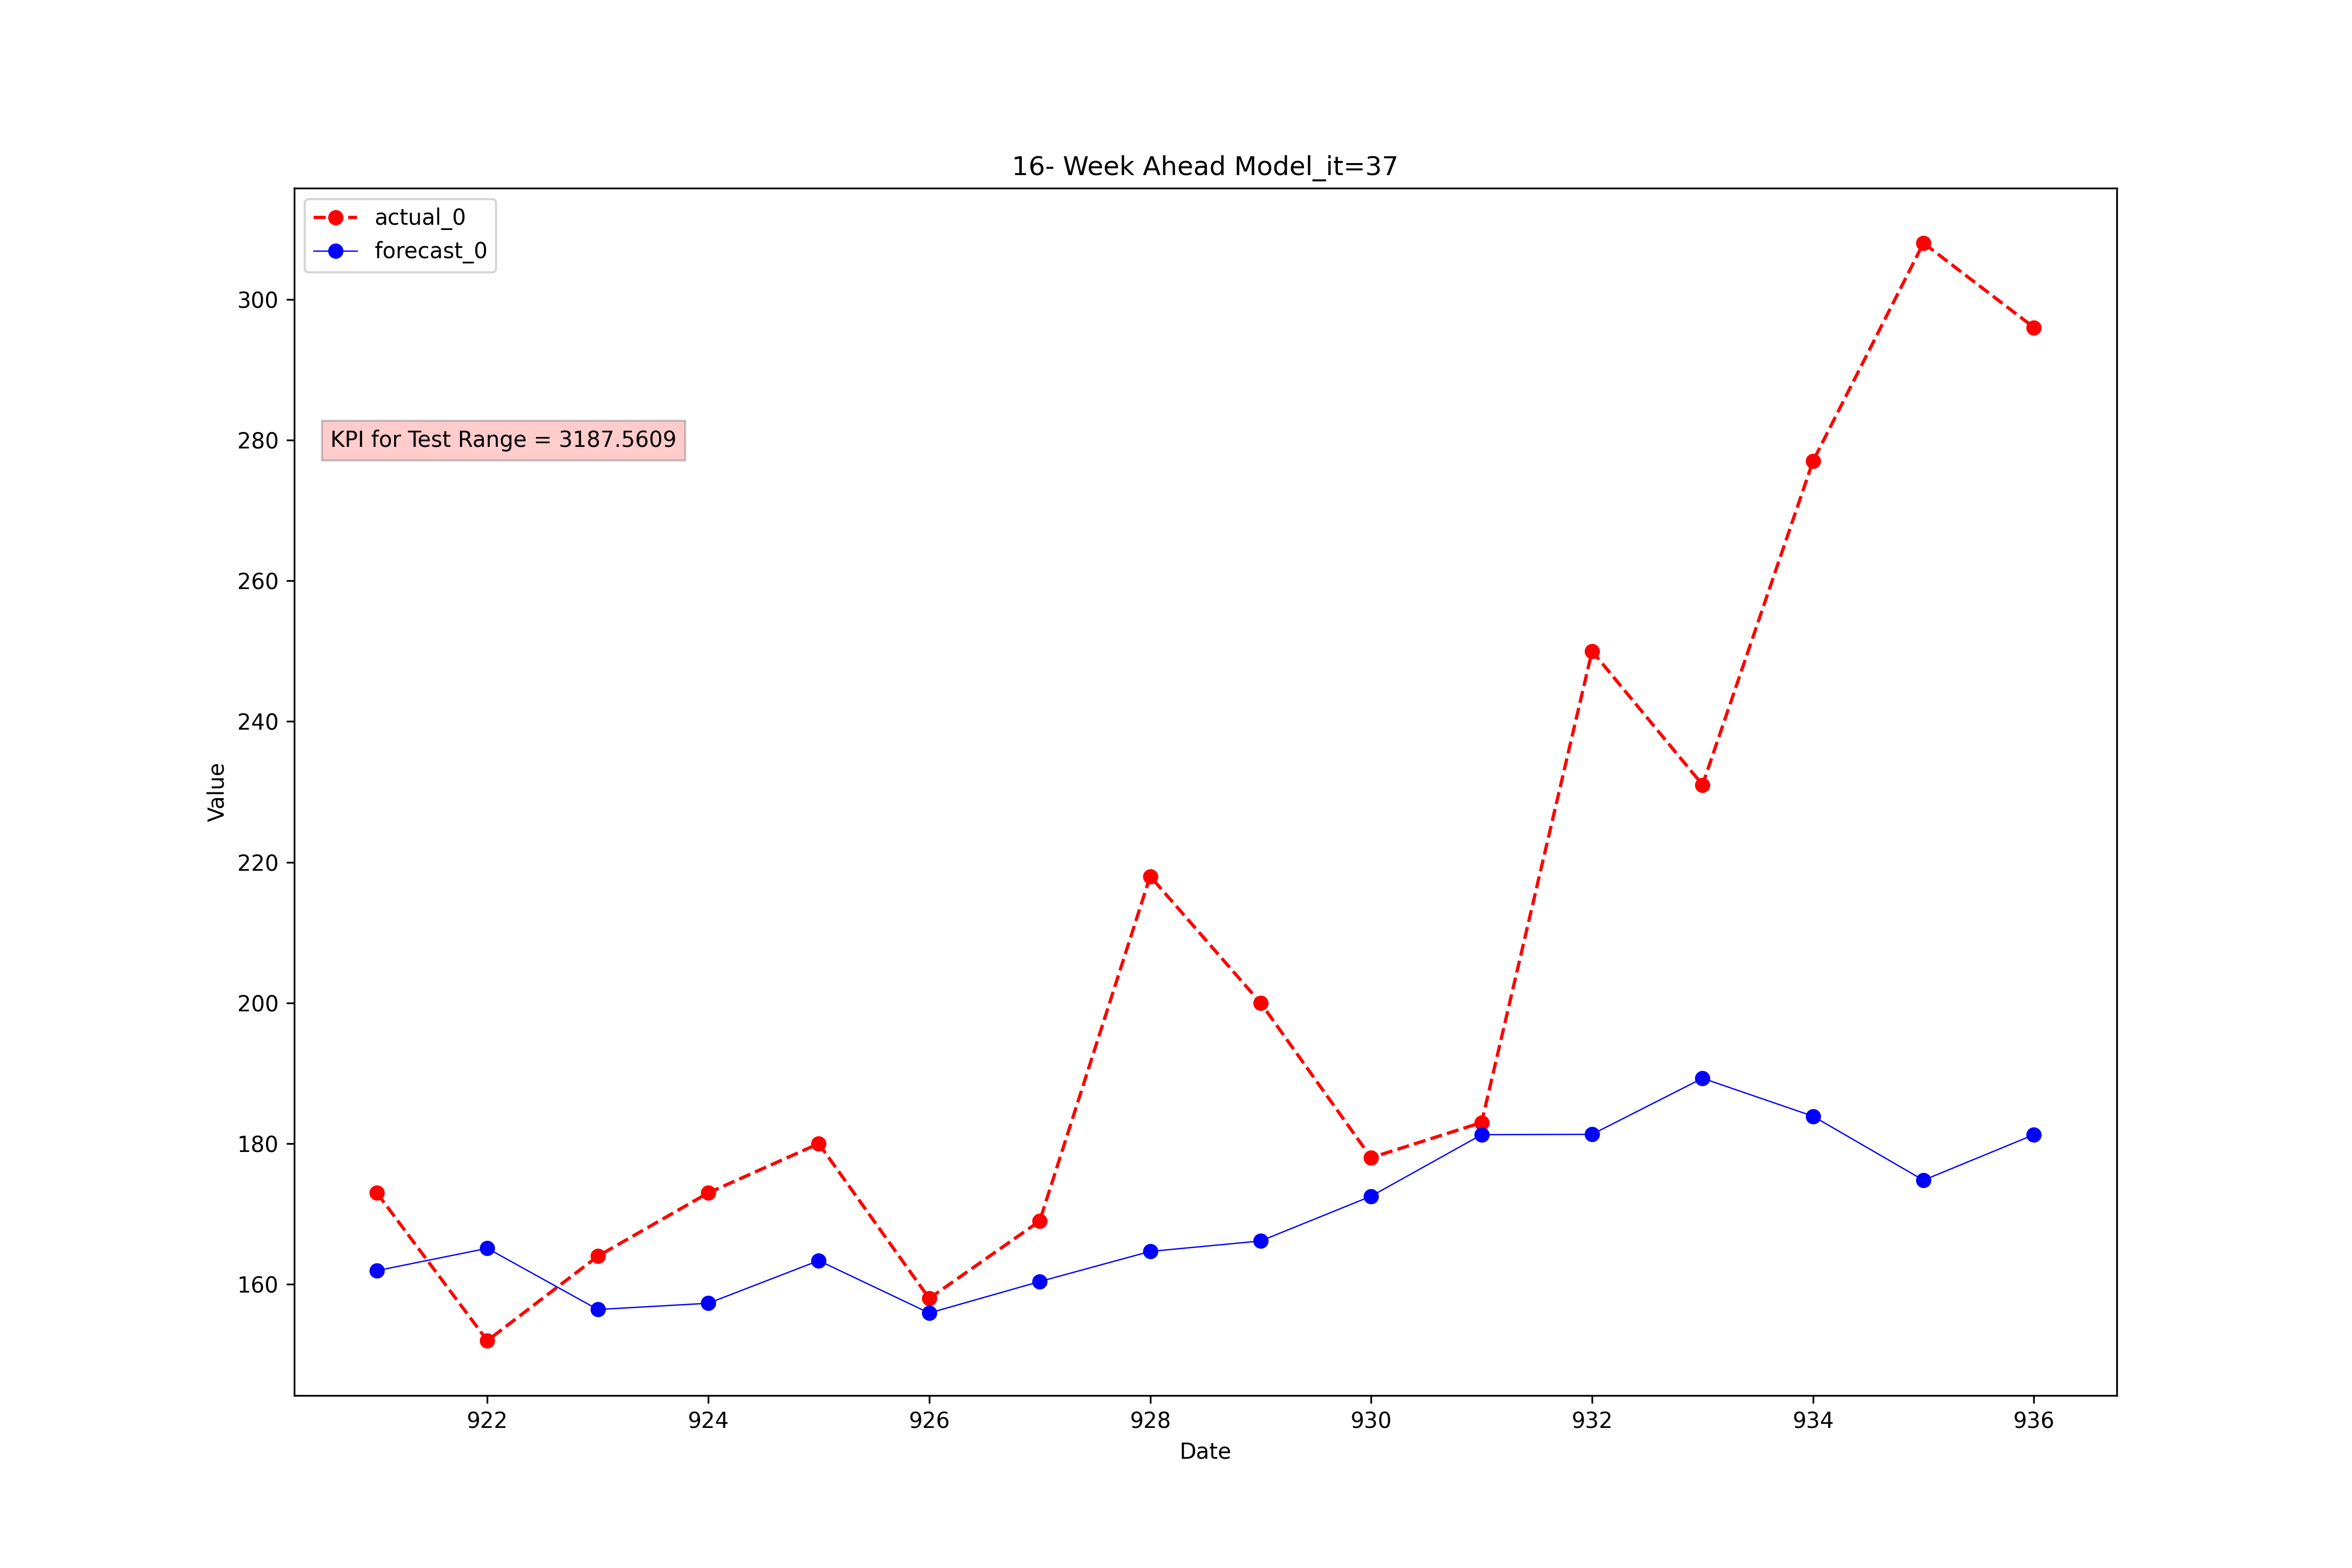 16- Week Ahead Model_it=37
actual_0
forecast_0
KPI for Test Range = 3187.5609
300
280
260
240
220
200
180
160
Value
922 924 926 928 930 932 934 936
Date